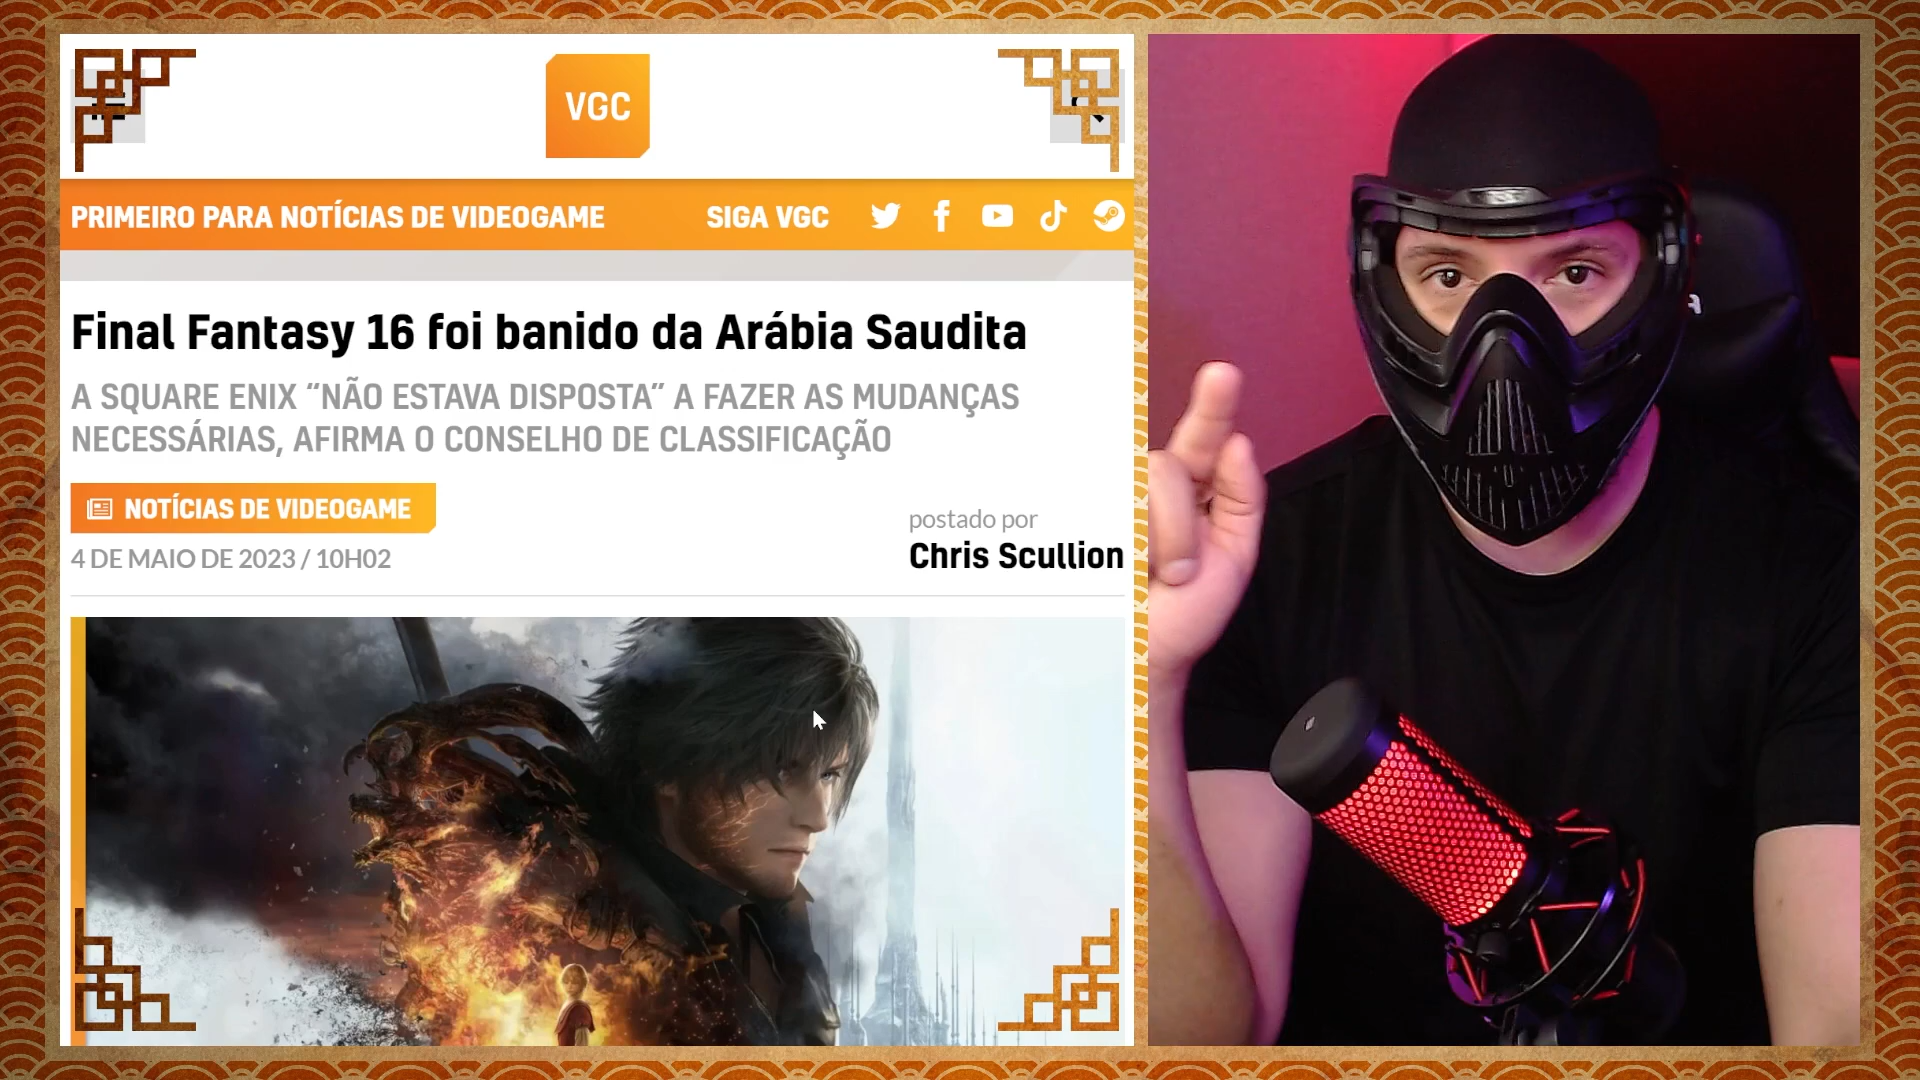 VGC
PRIMEIRO PARA NOTÍCIAS DE VIDEOGAME
SIGA VGC
Final Fantasy 16 foi banido da Arábia Saudita
A SQUARE ENIX “NÃO ESTAVA DISPOSTA” A FAZER AS MUDANÇAS
NECESSÁRIAS, AFIRMA O CONSELHO DE CLASSIFICAÇÃO
NOTÍCIAS DE VIDEOGAME
4 DE MAIO DE 2023 / 10H02
postado por
Chris Scullion